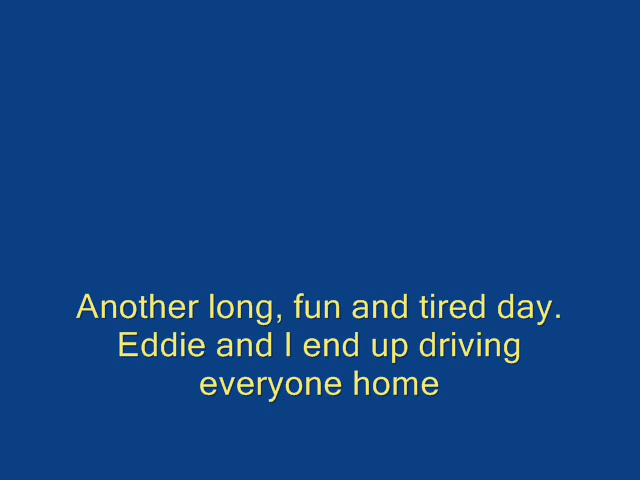 Another long, fun and tired day.
Eddie and I end up driving
everyone home